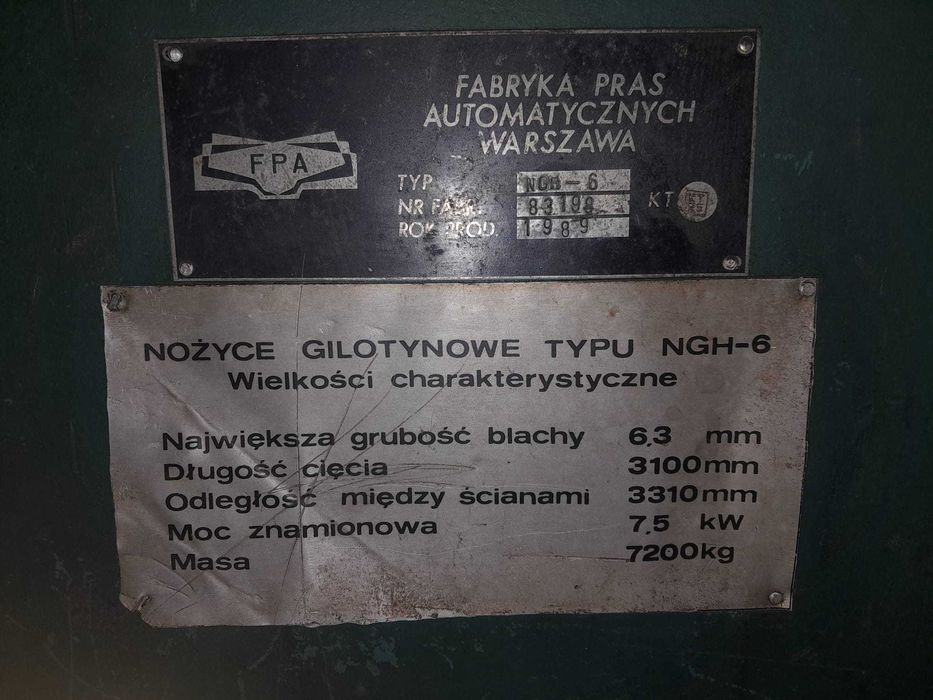 FABRYKA PRAS
AUTOMATYCZNYCH
WARSZAWA
FPA
TYP NGH-6
NR FABR. 83198 KT
ROK PROD. 1989
NOŻYCE GILOTYNOWE TYPU NGH-6
Wielkości charakterystyczne
Największa grubość blachy 6,3 mm
Długość cięcia 3100mm
Odległość między ścianami 3310mm
Moc znamionowa 7,5 kW
Masa 7200kg